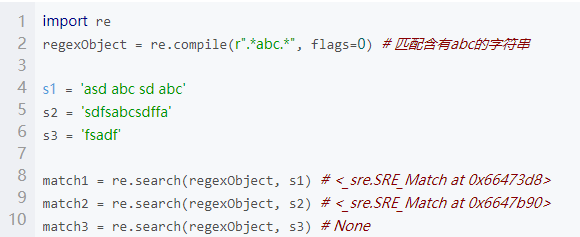 1 import re
2 regexObject = re.compile(r".*abc.*", flags=0) # 匹配含有abc的字符串
3
4 s1 = 'asd abc sd abc'
5 s2 = 'sdfsabcsdffa'
6 s3 = 'fsadf'
7
8 match1 = re.search(regexObject, s1) # <_sre.SRE_Match at 0x66473d8>
9 match2 = re.search(regexObject, s2) # <_sre.SRE_Match at 0x6647b90>
10 match3 = re.search(regexObject, s3) # None